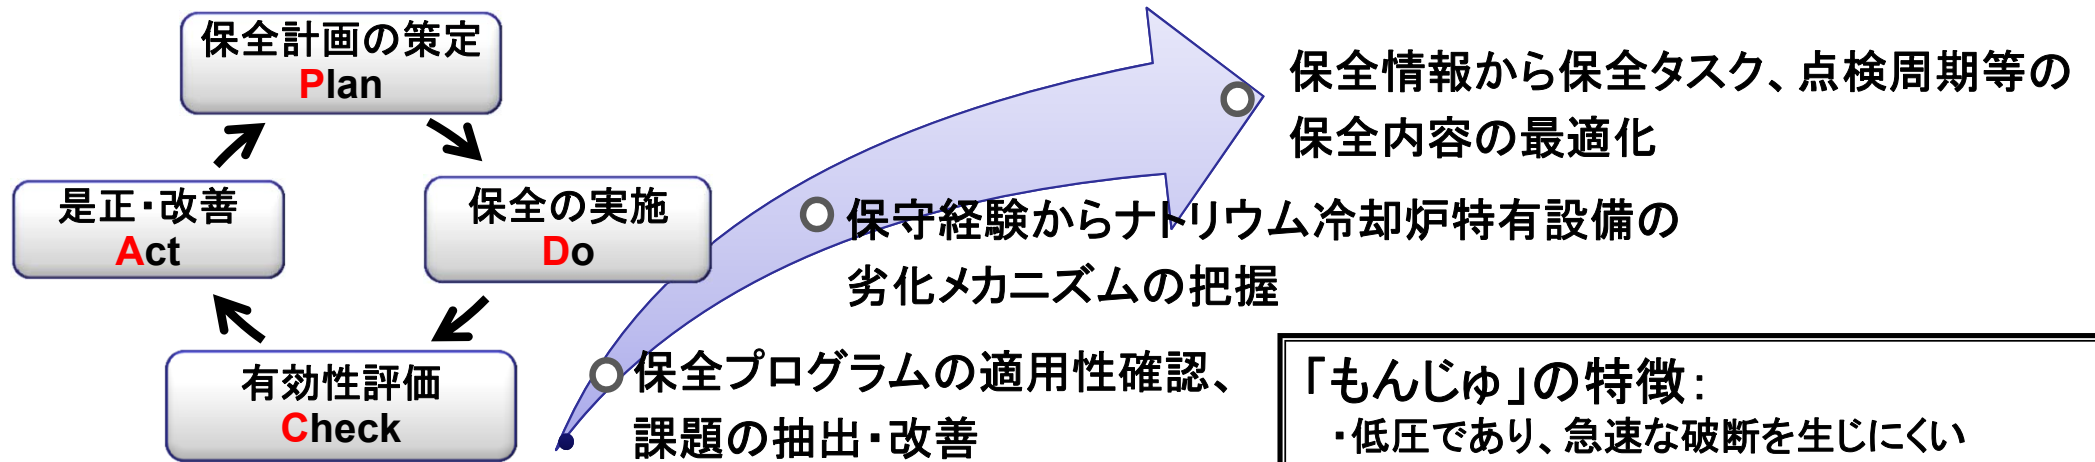 保全計画の策定
Plan
是正・改善
Act
保全の実施
Do
有効性評価
Check
保全情報から保全タスク、点検周期等の
保全内容の最適化
保守経験からナトリウム冷却炉特有設備の
劣化メカニズムの把握
保全プログラムの適用性確認、
課題の抽出・改善
「もんじゅ」の特徴：
・低圧であり、急速な破断を生じにくい